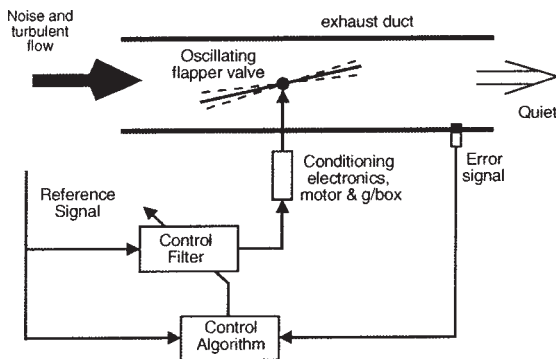 Noise and
turbulent
flow
exhaust duct
Oscillating
flapper valve
Quiet
Conditioning
electronics,
motor & g/box
Error
signal
Reference
Signal
Control
Filter
Control
Algorithm